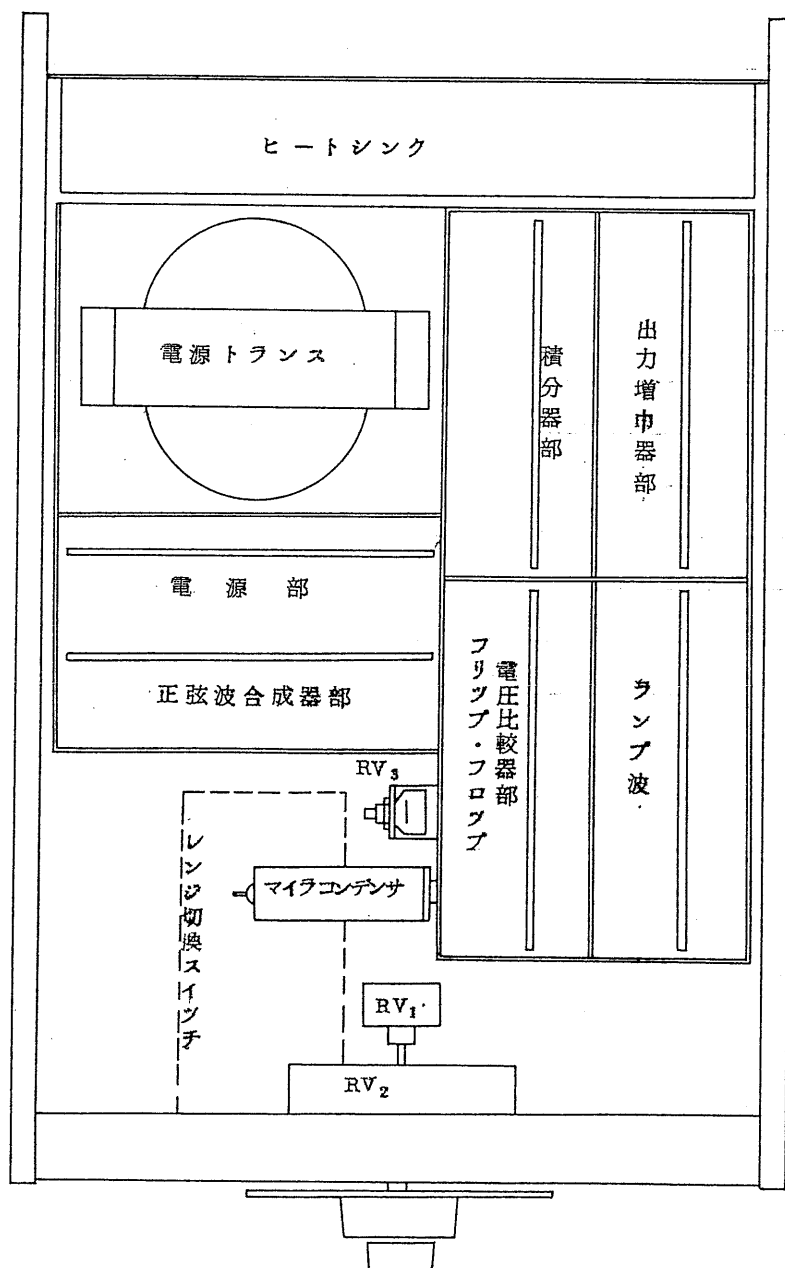 ヒートシンク
電源トランス
積分器部
出力増巾器部
電源部
正弦波合成器部
電圧比較器部
フリップ・フロップ
ランプ波
RV₃
レンジ切換スイッチ
マイラコンデンサ
RV₁
RV₂